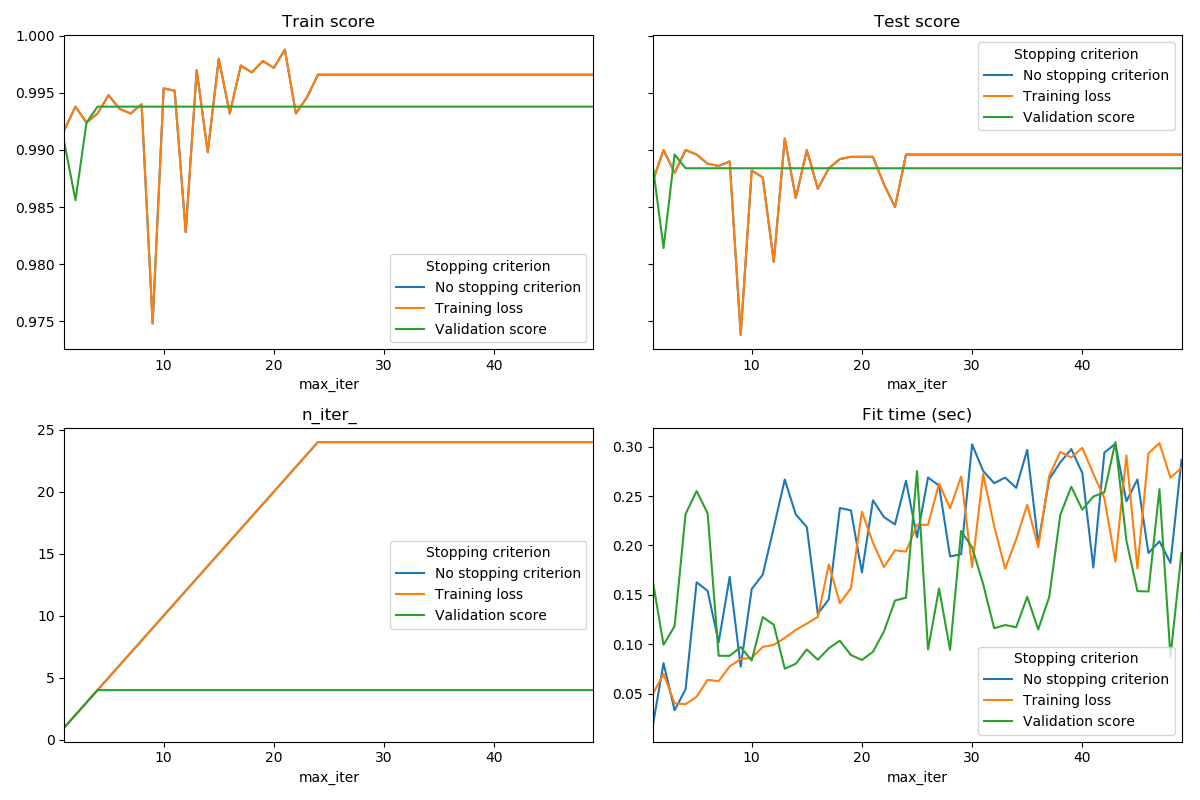 Train score
1.000
0.995
0.990
0.985
0.980
0.975
10 20 30 40
max_iter
Stopping criterion
No stopping criterion
Training loss
Validation score
Test score
10 20 30 40
max_iter
Stopping criterion
No stopping criterion
Training loss
Validation score
n_iter_
25
20
15
10
5
0
10 20 30 40
max_iter
Stopping criterion
No stopping criterion
Training loss
Validation score
Fit time (sec)
0.30
0.25
0.20
0.15
0.10
0.05
10 20 30 40
max_iter
Stopping criterion
No stopping criterion
Training loss
Validation score